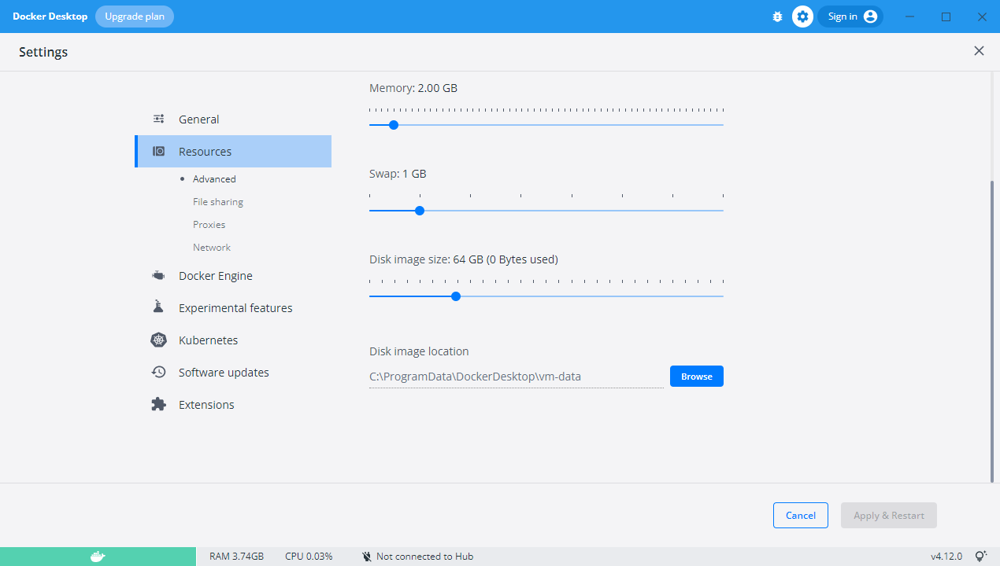 Docker Desktop Upgrade plan Sign in
Settings
Memory: 2.00 GB
General
Resources
Advanced
File sharing
Proxies
Network
Docker Engine
Experimental features
Kubernetes
Software updates
Extensions
Swap: 1 GB
Disk image size: 64 GB (0 Bytes used)
Disk image location
C:\ProgramData\DockerDesktop\vm-data Browse
Cancel Apply & Restart
RAM 3.74GB CPU 0.03% Not connected to Hub v4.12.0